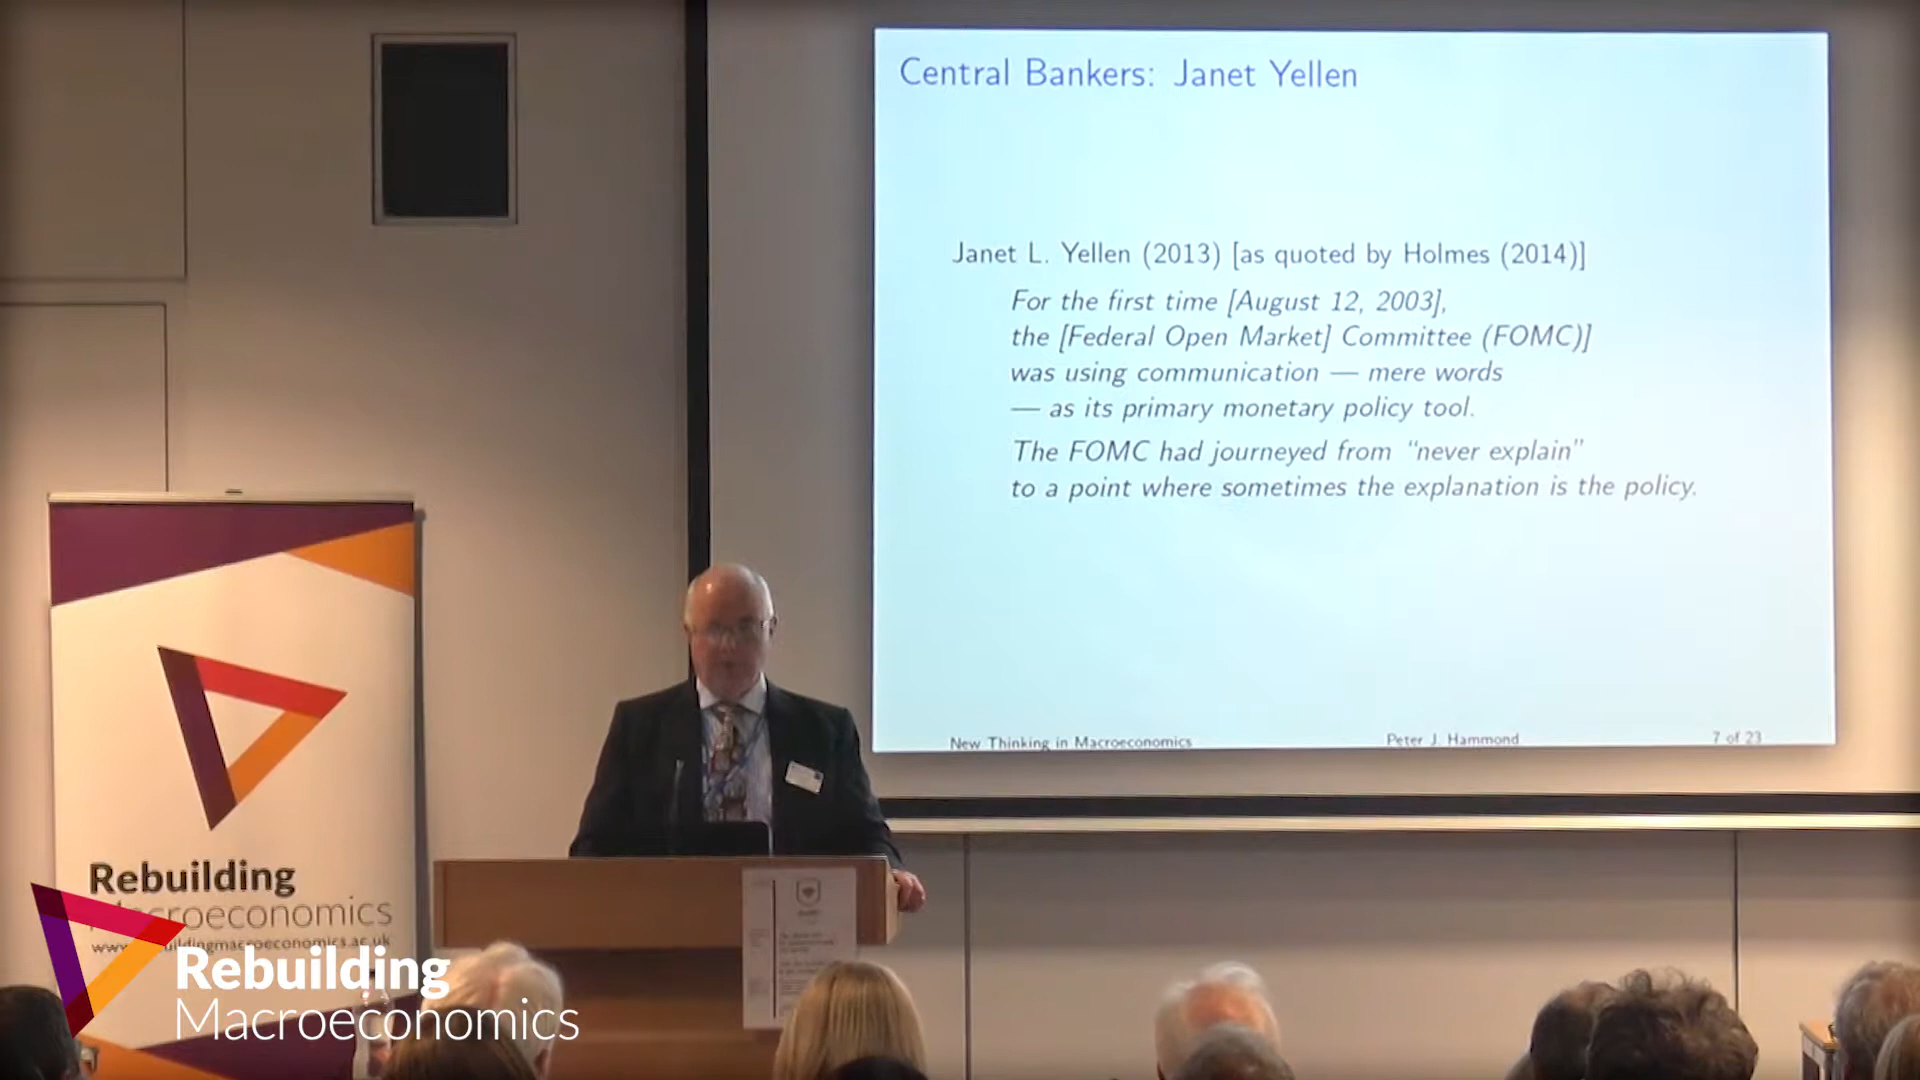 Central Bankers: Janet Yellen
Janet L. Yellen (2013) [as quoted by Holmes (2014)]
For the first time [August 12, 2003],
the [Federal Open Market] Committee (FOMC)]
was using communication — mere words
— as its primary monetary policy tool.
The FOMC had journeyed from “never explain”
to a point where sometimes the explanation is the policy.
New Thinking in Macroeconomics Peter J. Hammond 7 of 23
Rebuilding
Macroeconomics
Rebuilding
Macroeconomics